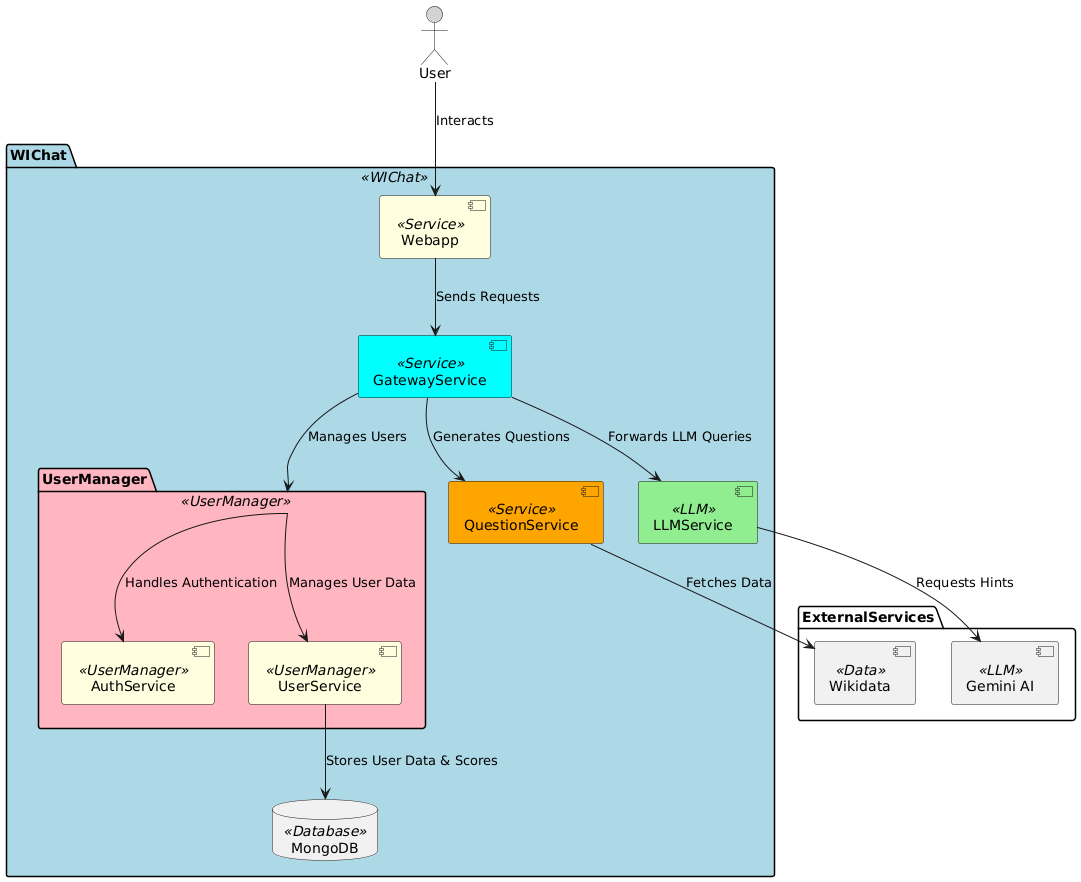 User
Interacts
WIChat
«WIChat»
«Service»
Webapp
Sends Requests
«Service»
GatewayService
Manages Users
Generates Questions
Forwards LLM Queries
UserManager
«UserManager»
«Service»
QuestionService
«LLM»
LLMService
Handles Authentication
Manages User Data
Fetches Data
Requests Hints
ExternalServices
«UserManager»
AuthService
«UserManager»
UserService
«Data»
Wikidata
«LLM»
Gemini AI
Stores User Data & Scores
«Database»
MongoDB